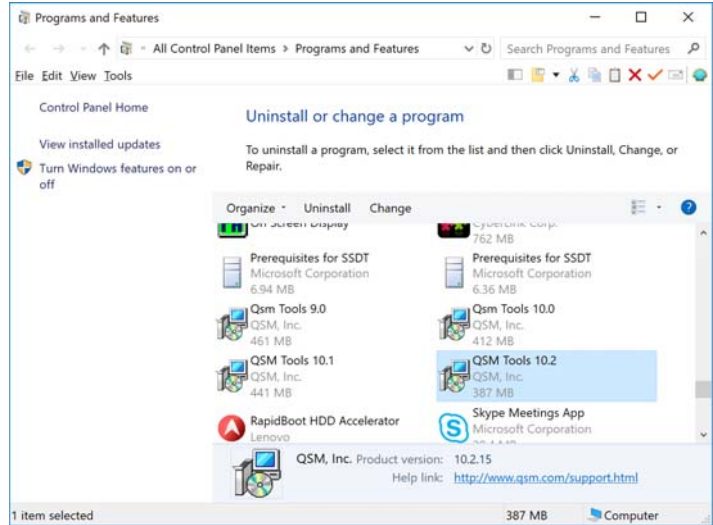 Programs and Features
All Control Panel Items > Programs and Features
Search Programs and Features
File Edit View Tools
Control Panel Home
View installed updates
Turn Windows features on or
off
Uninstall or change a program
To uninstall a program, select it from the list and then click Uninstall, Change, or
Repair.
Organize Uninstall Change
On Screen Display
CyberLink Corp.
762 MB
Prerequisites for SSDT
Microsoft Corporation
6.94 MB
Prerequisites for SSDT
Microsoft Corporation
6.36 MB
Qsm Tools 9.0
QSM, Inc.
461 MB
Qsm Tools 10.0
QSM, Inc.
412 MB
QSM Tools 10.1
QSM, Inc.
441 MB
QSM Tools 10.2
QSM, Inc.
387 MB
RapidBoot HDD Accelerator
Lenovo
Skype Meetings App
Microsoft Corporation
QSM, Inc. Product version: 10.2.15
Help link: http://www.qsm.com/support.html
1 item selected
387 MB
Computer